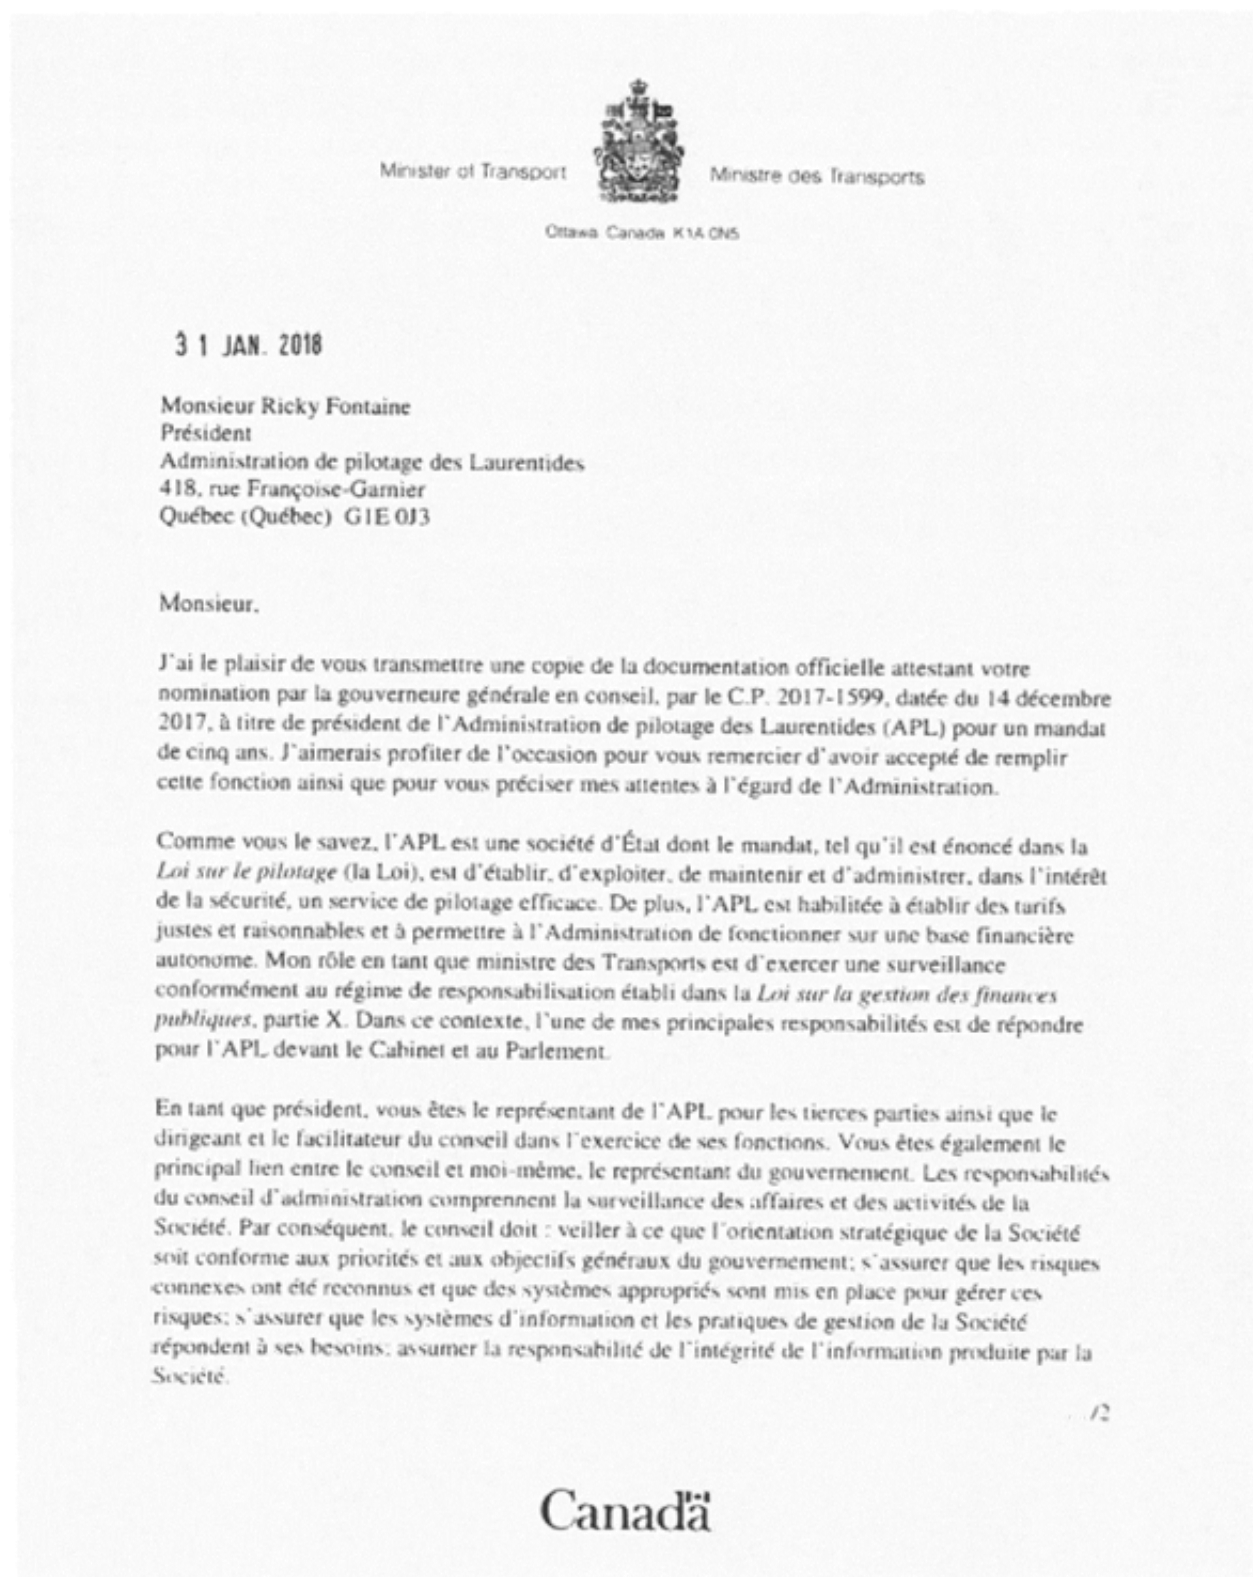 Minister of Transport
Ministre des Transports
Ottawa Canada K1A 0N5
31 JAN. 2018
Monsieur Ricky Fontaine
Président
Administration de pilotage des Laurentides
418, rue Françoise-Garnier
Québec (Québec) G1E 0J3
Monsieur,
J'ai le plaisir de vous transmettre une copie de la documentation officielle attestant votre
nomination par la gouverneure générale en conseil, par le C.P. 2017-1599, datée du 14 décembre
2017, à titre de président de l'Administration de pilotage des Laurentides (APL) pour un mandat
de cinq ans. J'aimerais profiter de l'occasion pour vous remercier d'avoir accepté de remplir
cette fonction ainsi que pour vous préciser mes attentes à l'égard de l'Administration.
Comme vous le savez, l'APL est une société d'État dont le mandat, tel qu'il est énoncé dans la
Loi sur le pilotage (la Loi), est d'établir, d'exploiter, de maintenir et d'administrer, dans l'intérêt
de la sécurité, un service de pilotage efficace. De plus, l'APL est habilitée à établir des tarifs
justes et raisonnables et à permettre à l'Administration de fonctionner sur une base financière
autonome. Mon rôle en tant que ministre des Transports est d'exercer une surveillance
conformément au régime de responsabilisation établi dans la Loi sur la gestion des finances
publiques, partie X. Dans ce contexte, l'une de mes principales responsabilités est de répondre
pour l'APL devant le Cabinet et au Parlement.
En tant que président, vous êtes le représentant de l'APL pour les tierces parties ainsi que le
dirigeant et le facilitateur du conseil dans l'exercice de ses fonctions. Vous êtes également le
principal lien entre le conseil et moi-même, le représentant du gouvernement. Les responsabilités
du conseil d'administration comprennent la surveillance des affaires et des activités de la
Société. Par conséquent, le conseil doit : veiller à ce que l'orientation stratégique de la Société
soit conforme aux priorités et aux objectifs généraux du gouvernement; s'assurer que les risques
connexes ont été reconnus et que des systèmes appropriés sont mis en place pour gérer ces
risques; s'assurer que les systèmes d'information et les pratiques de gestion de la Société
répondent à ses besoins; assumer la responsabilité de l'intégrité de l'information produite par la
Société.
/2
Canada